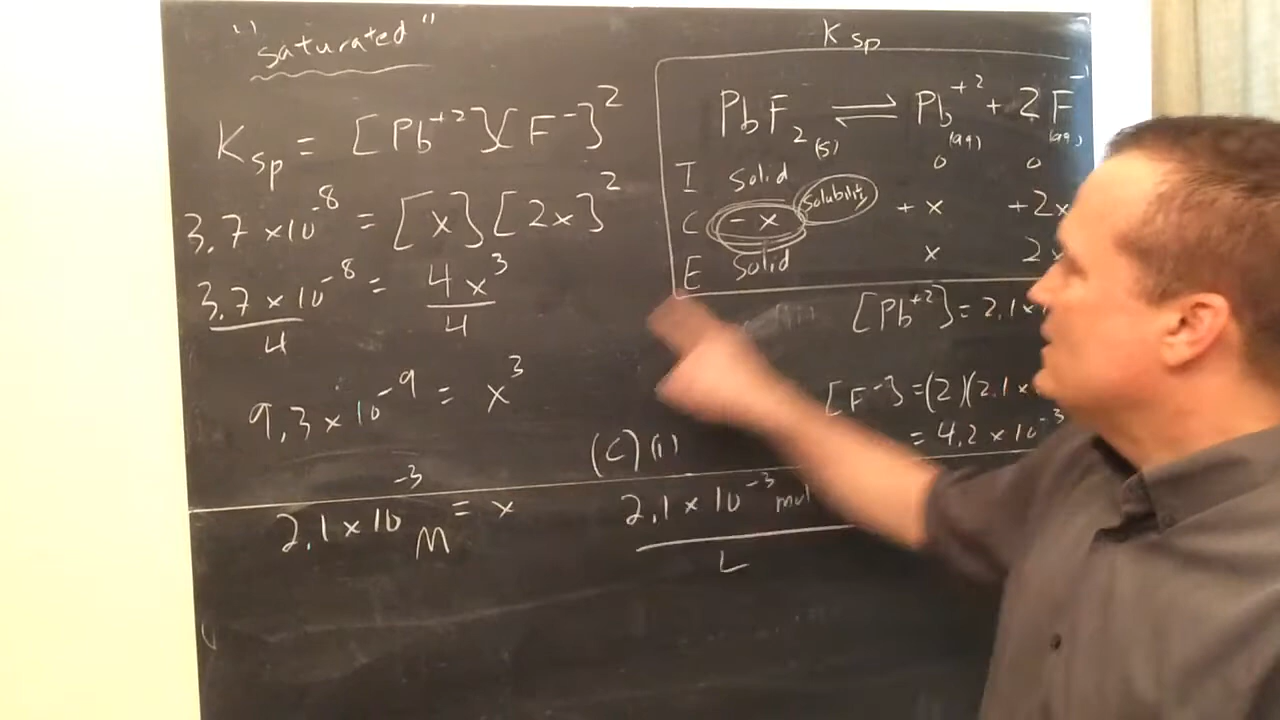 "saturated"
Ksp = [Pb⁺²][F⁻]²
3.7 × 10⁻⁸ = [x][2x]²
3.7 × 10⁻⁸ = 4x³
4 4
9.3 × 10⁻⁹ = x³
2.1 × 10⁻³ M = x
Ksp
PbF₂(s) ⇌ Pb⁺²(aq) + 2F⁻¹(aq)
I Solid 0 0
C -x Solubility +x +2x
E Solid x 2x
[Pb⁺²] = 2.1 ×
[F⁻] = (2)(2.1 ×
= 4.2 × 10⁻³
(C)(i)
2.1 × 10⁻³ mol
L